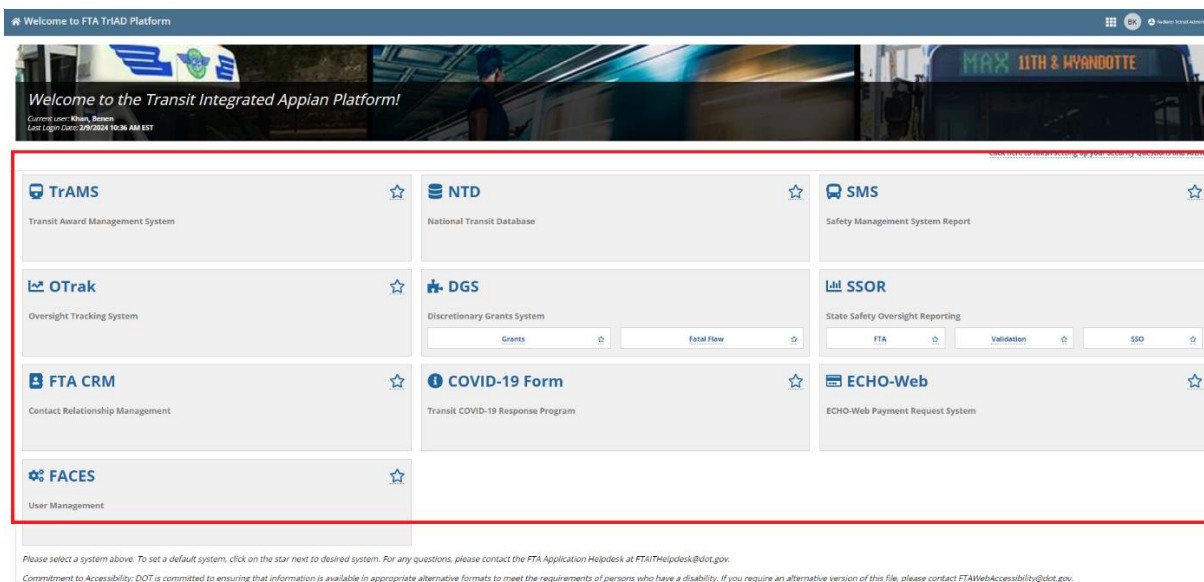 Welcome to FTA TrIAD Platform
BK
MAX 11TH & WYANDOTTE
Welcome to the Transit Integrated Appian Platform!
Current user: Khan, Benen
Last Login Date: 2/9/2024 10:36 AM EST
TrAMS
Transit Award Management System
NTD
National Transit Database
SMS
Safety Management System Report
OTrak
Oversight Tracking System
DGS
Discretionary Grants System
Grants
Fatal Flaw
SSOR
State Safety Oversight Reporting
FTA
Validation
SSO
FTA CRM
Contact Relationship Management
COVID-19 Form
Transit COVID-19 Response Program
ECHO-Web
ECHO-Web Payment Request System
FACES
User Management
Please select a system above. To set a default system, click on the star next to desired system. For any questions, please contact the FTA Application Helpdesk at FTAITHelpdesk@dot.gov.
Commitment to Accessibility: DOT is committed to ensuring that information is available in appropriate alternative formats to meet the requirements of persons who have a disability. If you require an alternative version of this file, please contact FTAWebAccessibility@dot.gov.